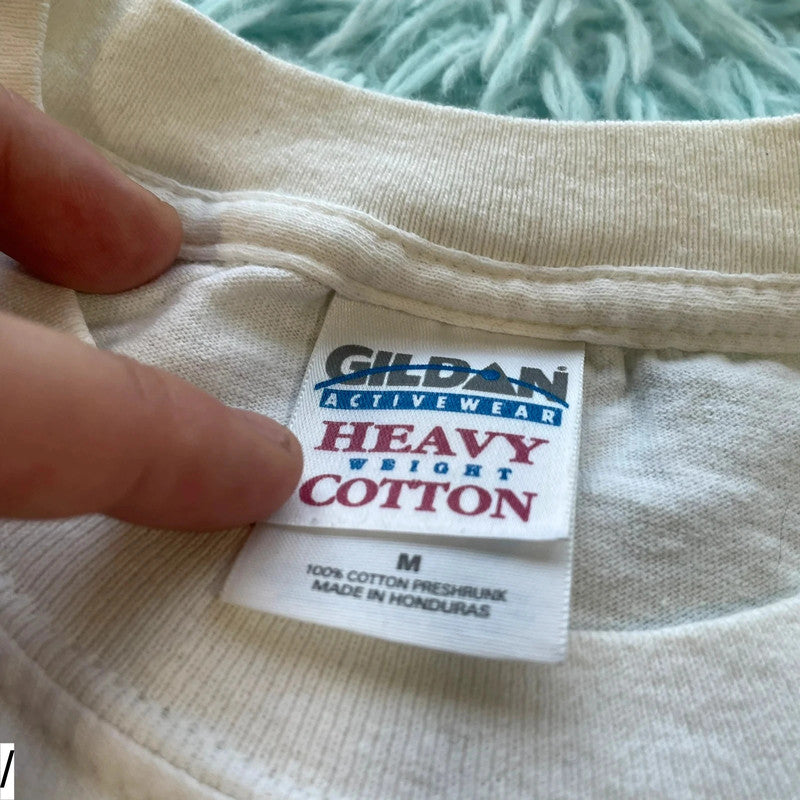 GILDAN
ACTIVEWEAR
HEAVY
WEIGHT
COTTON
M
100% COTTON PRESHRUNK
MADE IN HONDURAS
/